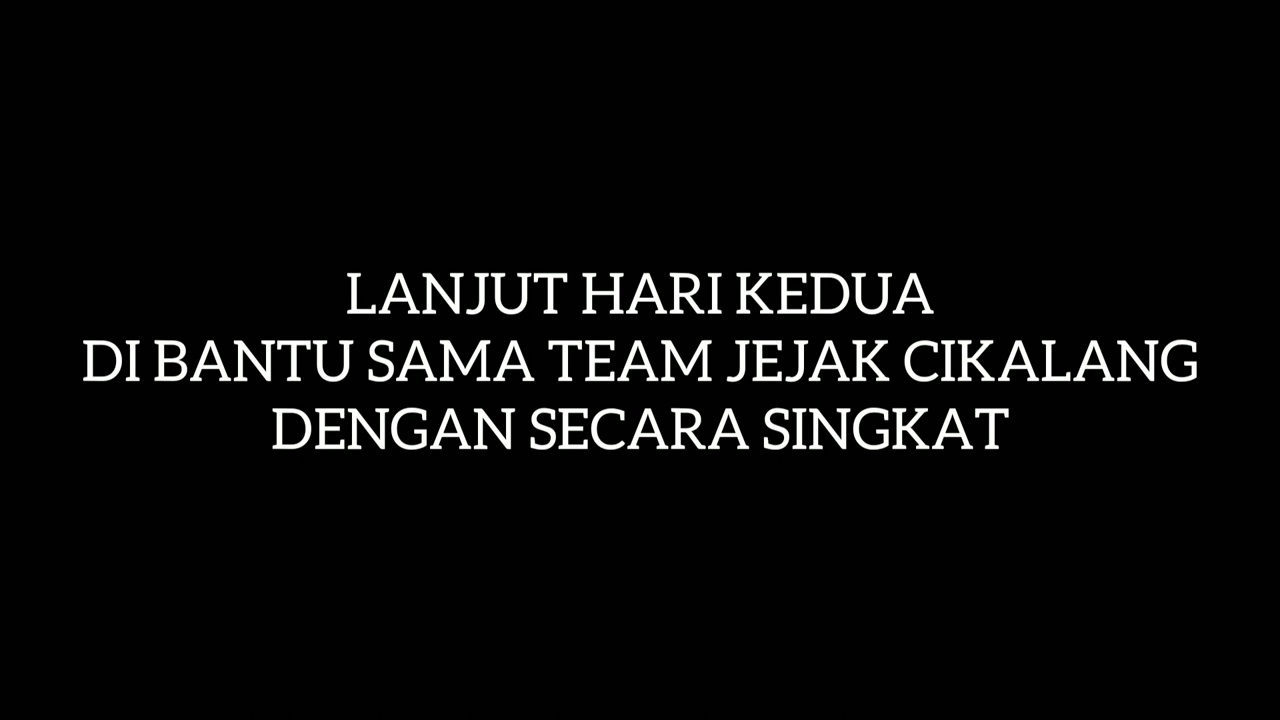 LANJUT HARI KEDUA
DI BANTU SAMA TEAM JEJAK CIKALANG
DENGAN SECARA SINGKAT